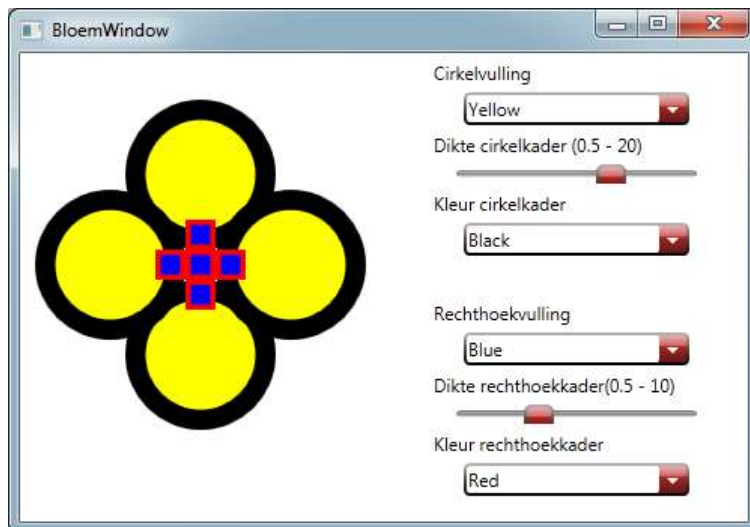 BloemWindow
Cirkelvulling
Yellow
Dikte cirkelkader (0.5 - 20)
Kleur cirkelkader
Black
Rechthoekvulling
Blue
Dikte rechthoekkader(0.5 - 10)
Kleur rechthoekkader
Red